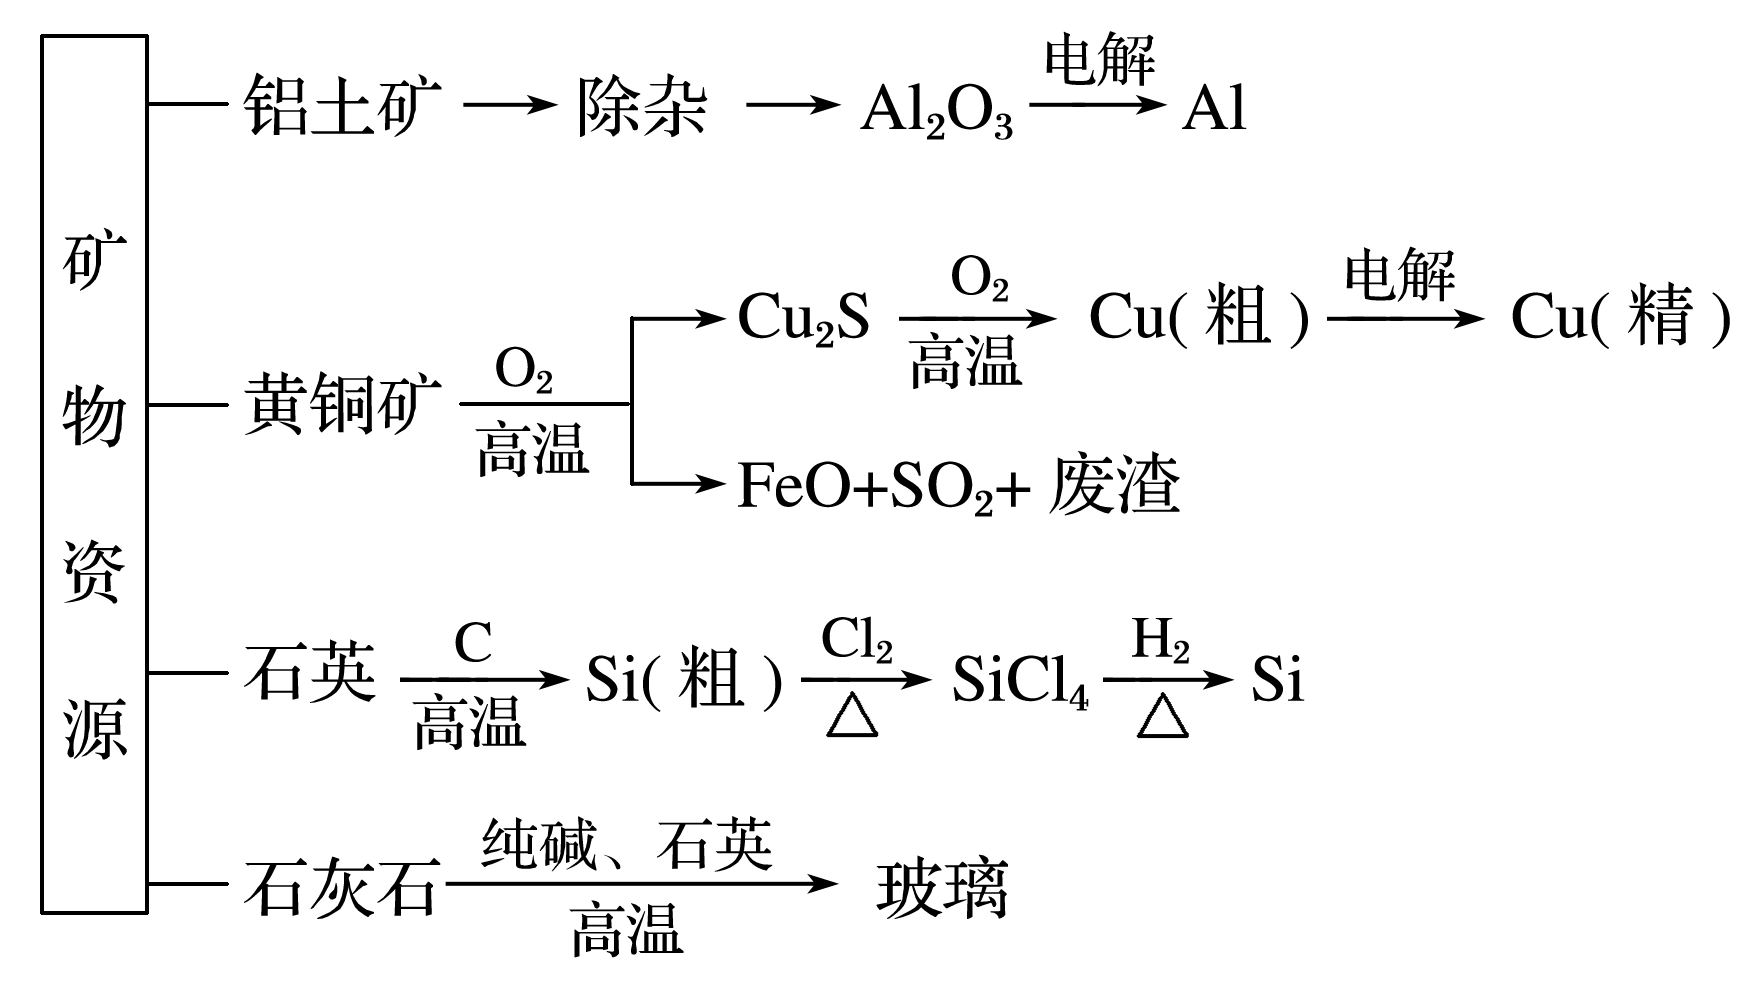 矿物资源
铝土矿 → 除杂 → Al₂O₃ 电解 → Al
黄铜矿 O₂ 高温
→ Cu₂S O₂ 高温 → Cu(粗) 电解 → Cu(精)
→ FeO+SO₂+废渣
石英 C 高温 → Si(粗) Cl₂ △ → SiCl₄ H₂ △ → Si
石灰石 纯碱、石英 高温 → 玻璃